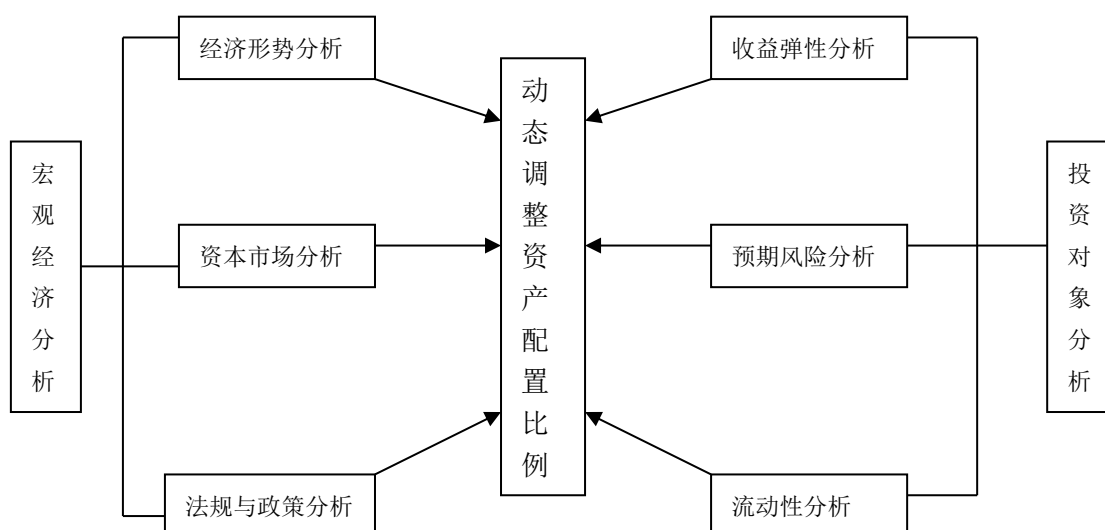 宏观经济分析
经济形势分析
资本市场分析
法规与政策分析
动态调整资产配置比例
收益弹性分析
预期风险分析
流动性分析
投资对象分析